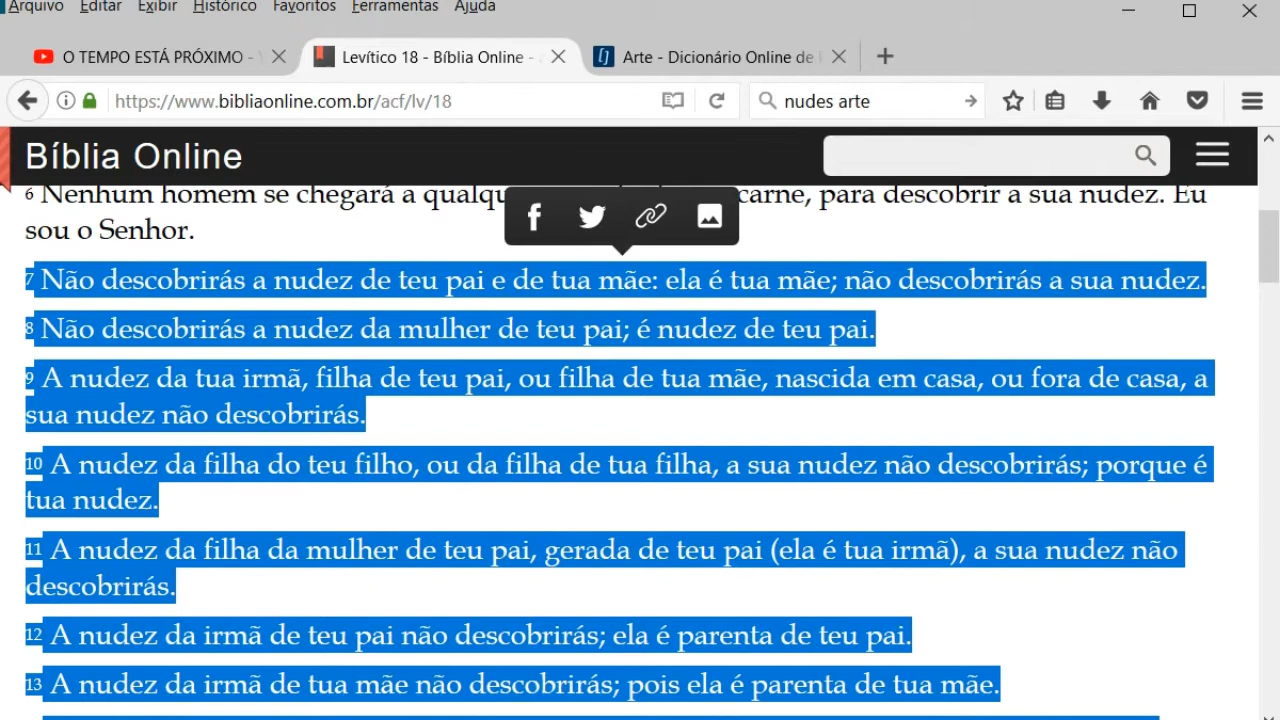 Arquivo Editar Exibir Histórico Favoritos Ferramentas Ajuda
O TEMPO ESTÁ PRÓXIMO - Levítico 18 - Bíblia Online - Arte - Dicionário Online de
https://www.bibliaonline.com.br/acf/lv/18 nudes arte
Bíblia Online
6 Nenhum homem se chegará a carne, para descobrir a sua nudez. Eu
sou o Senhor.
7 Não descobrirás a nudez de teu pai e de tua mãe: ela é tua mãe; não descobrirás a sua nudez.
8 Não descobrirás a nudez da mulher de teu pai; é nudez de teu pai.
9 A nudez da tua irmã, filha de teu pai, ou filha de tua mãe, nascida em casa, ou fora de casa, a
sua nudez não descobrirás.
10 A nudez da filha do teu filho, ou da filha de tua filha, a sua nudez não descobrirás; porque é
tua nudez.
11 A nudez da filha da mulher de teu pai, gerada de teu pai (ela é tua irmã), a sua nudez não
descobrirás.
12 A nudez da irmã de teu pai não descobrirás; ela é parenta de teu pai.
13 A nudez da irmã de tua mãe não descobrirás; pois ela é parenta de tua mãe.